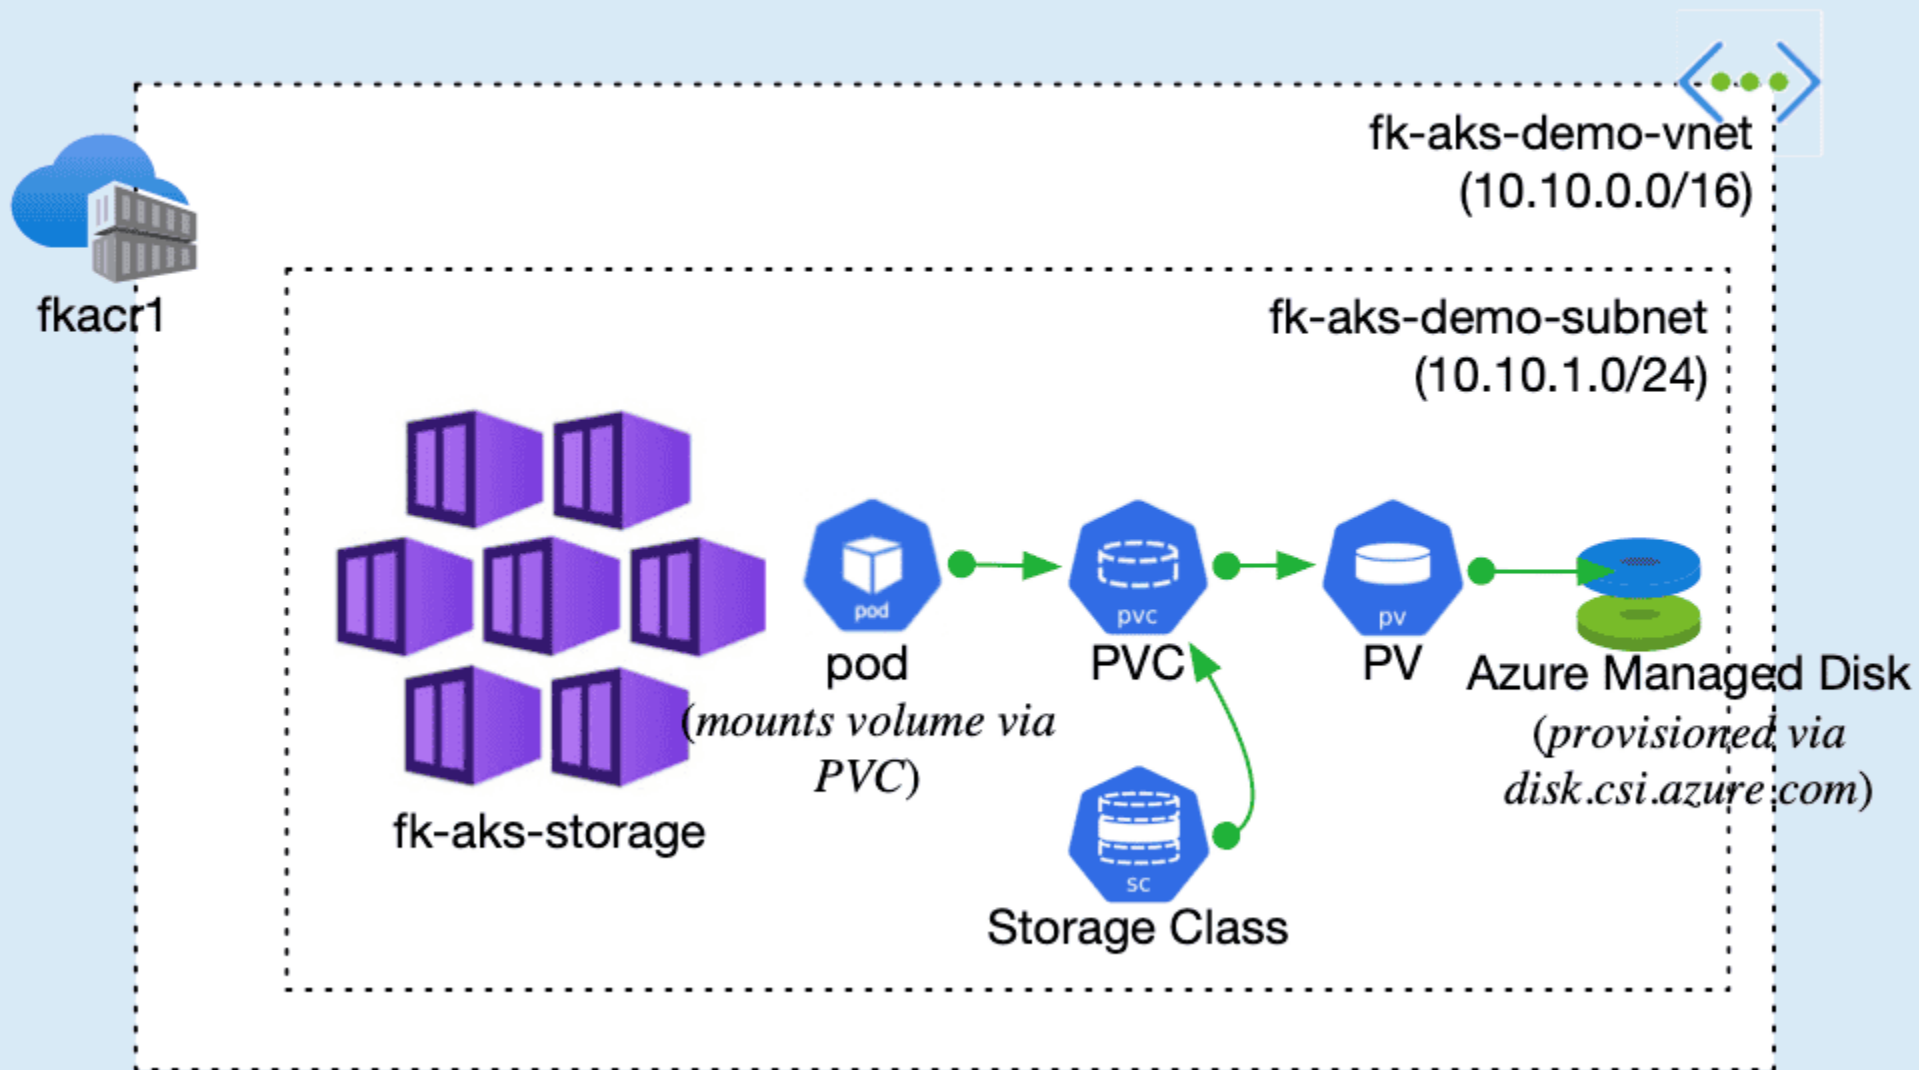 fk-aks-demo-vnet
(10.10.0.0/16)
fkacr1
fk-aks-demo-subnet
(10.10.1.0/24)
pod
pvc
pv
pod
PVC
PV
Azure Managed Disk
(mounts volume via
PVC)
(provisioned via
disk.csi.azure.com)
fk-aks-storage
sc
Storage Class